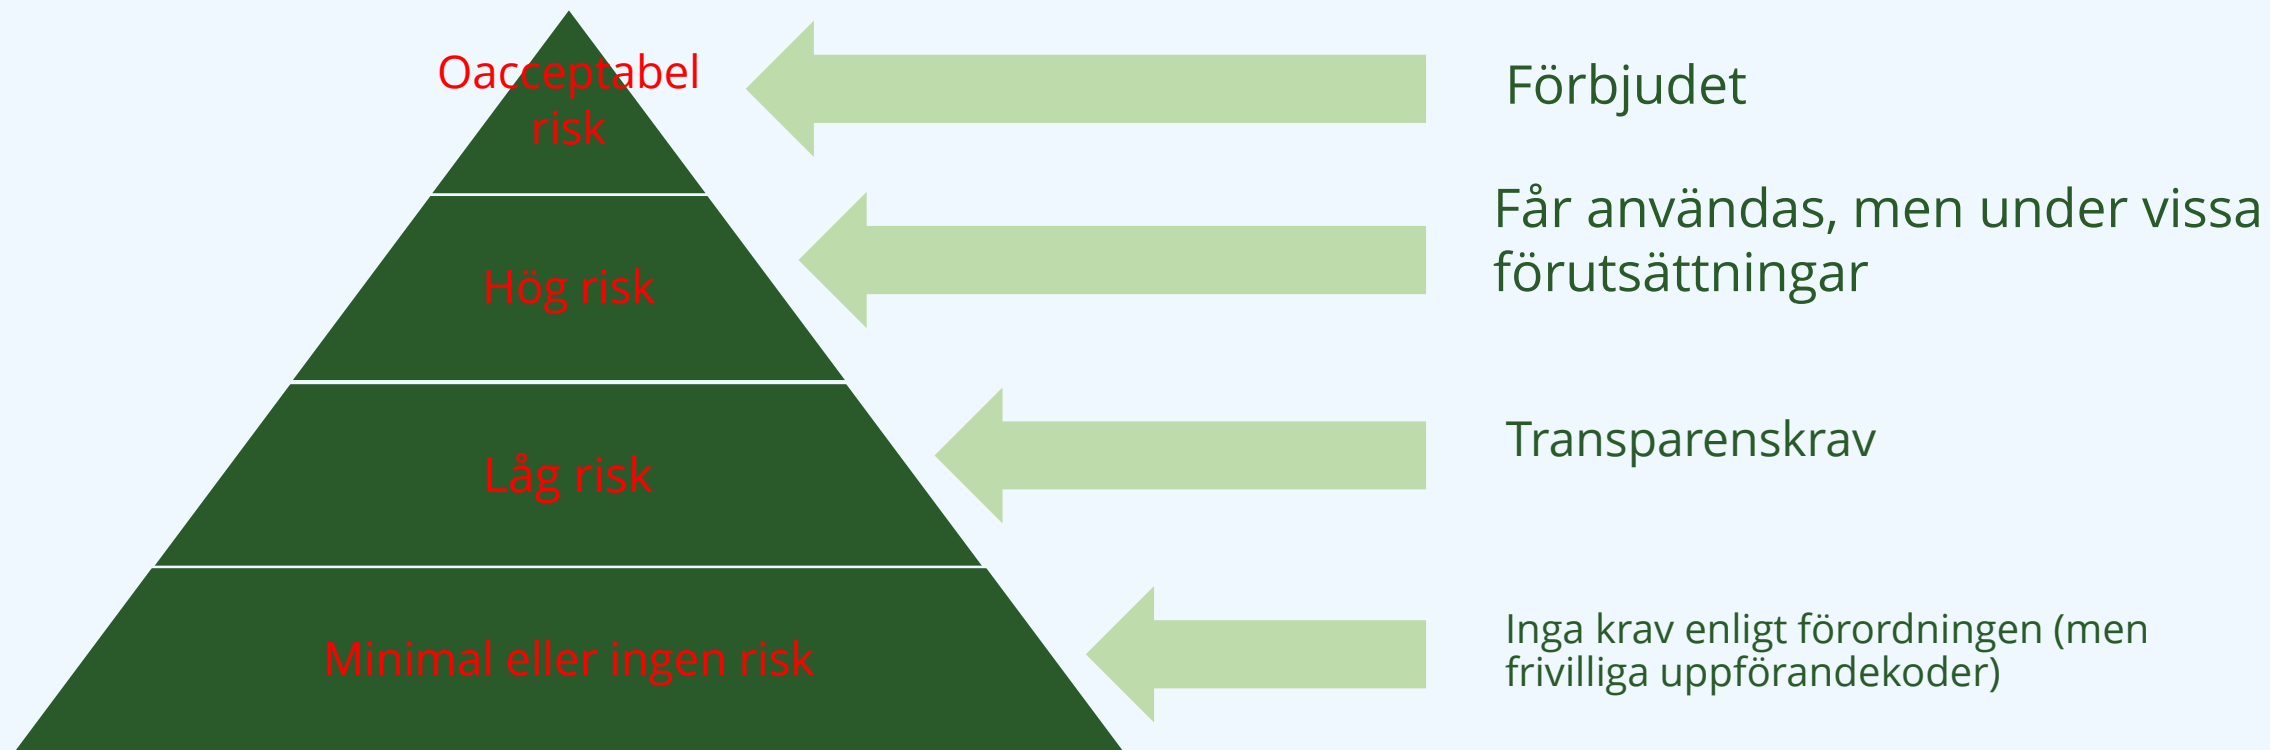 Oacceptabel
risk
Förbjudet
Hög risk
Får användas, men under vissa
förutsättningar
Låg risk
Transparenskrav
Minimal eller ingen risk
Inga krav enligt förordningen (men
frivilliga uppförandekoder)